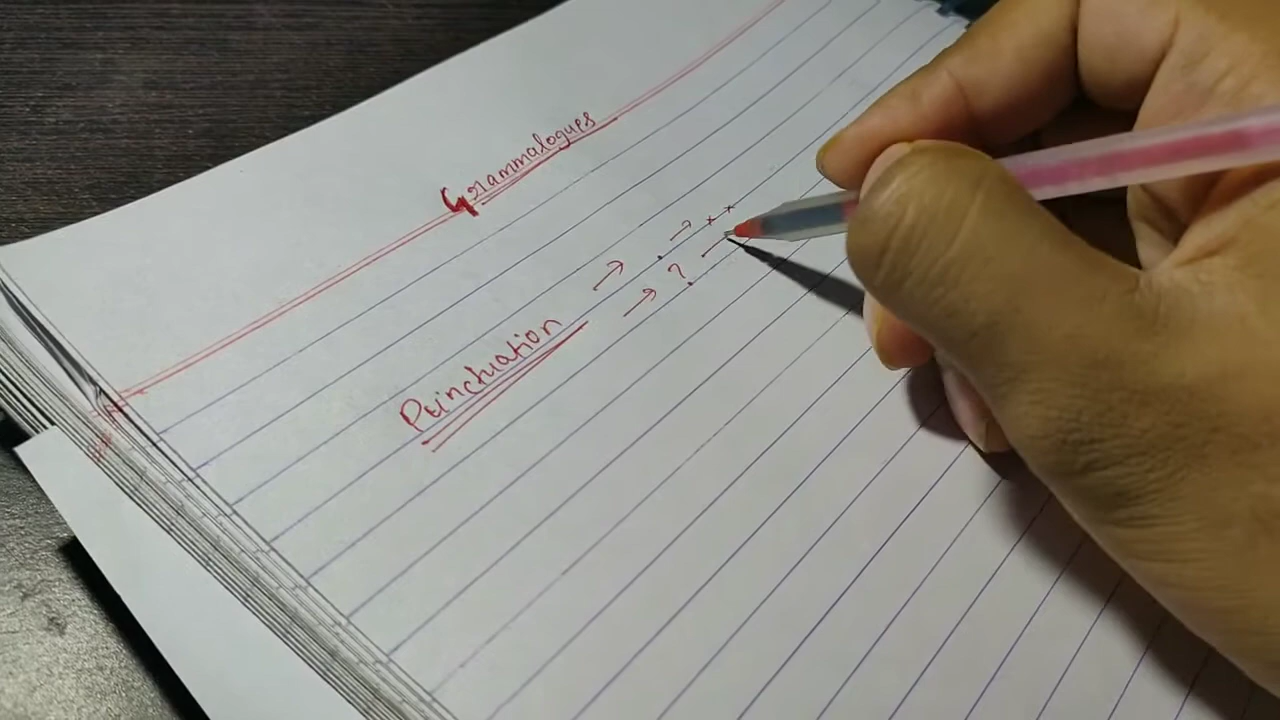 Grammalogues
Punctuation → . → ××
→ ? —